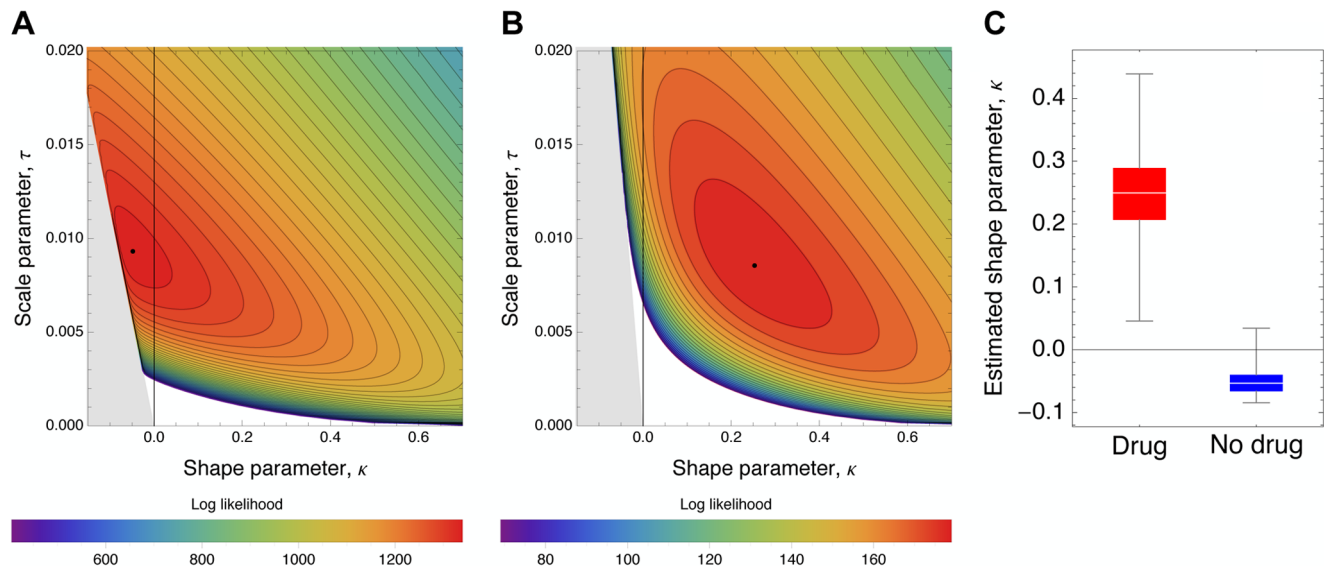 A
Scale parameter, τ
0.020
0.015
0.010
0.005
0.000
0.0 0.2 0.4 0.6
Shape parameter, κ
Log likelihood
600 800 1000 1200
B
Scale parameter, τ
0.020
0.015
0.010
0.005
0.000
0.0 0.2 0.4 0.6
Shape parameter, κ
Log likelihood
80 100 120 140 160
C
Estimated shape parameter, κ
0.4
0.3
0.2
0.1
0.0
−0.1
Drug No drug